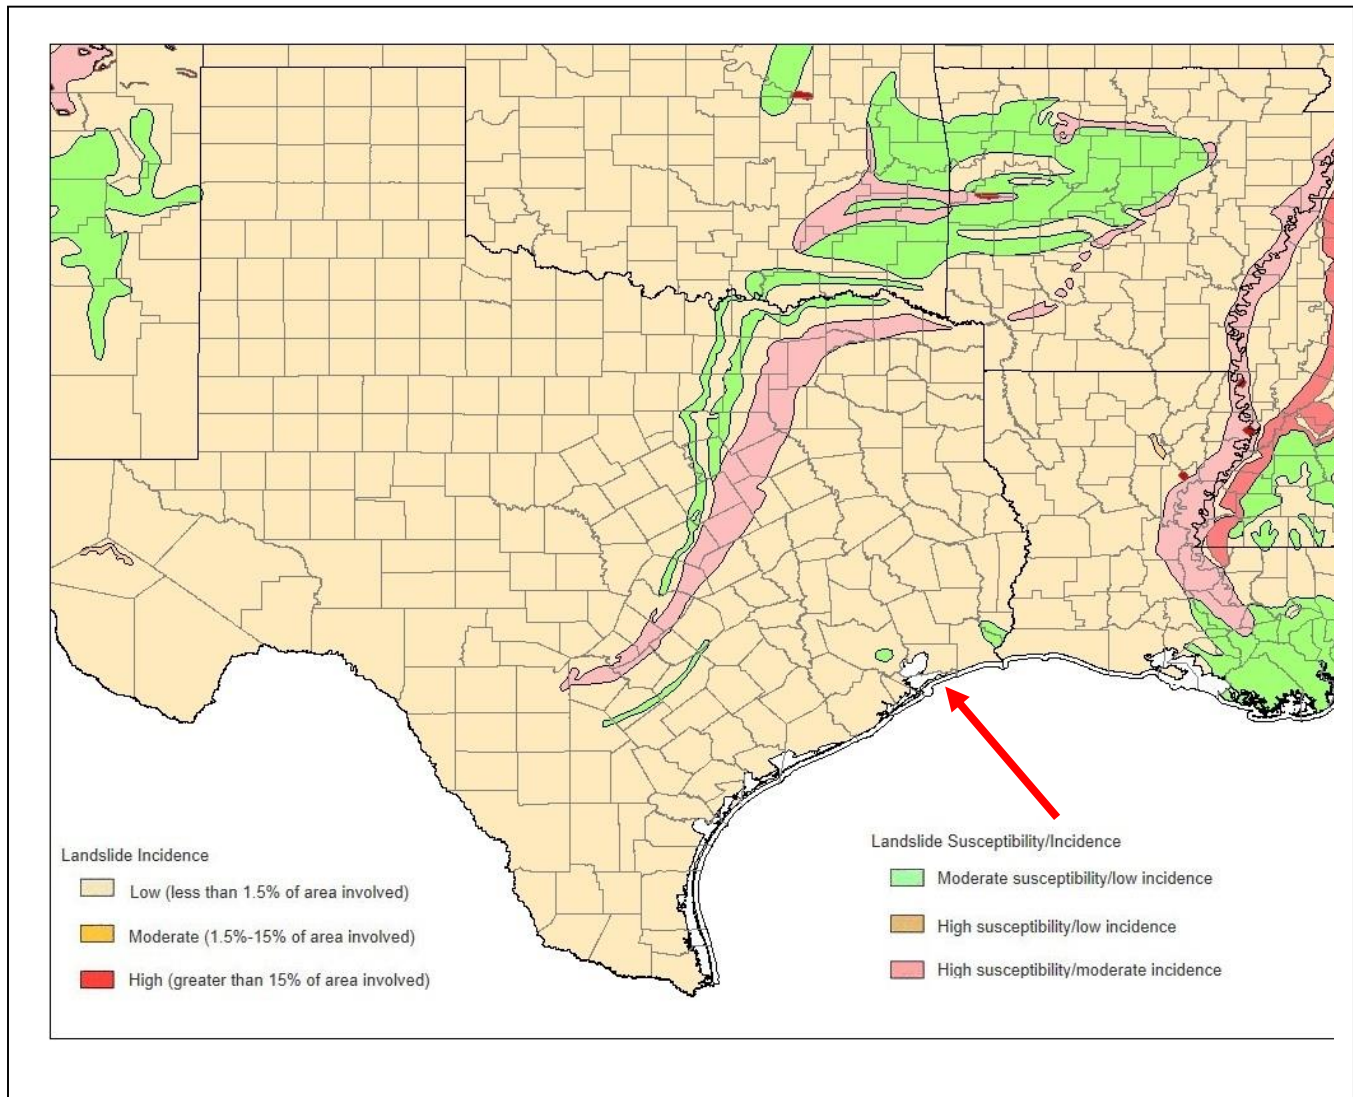 Landslide Incidence
Low (less than 1.5% of area involved)
Moderate (1.5%-15% of area involved)
High (greater than 15% of area involved)
Landslide Susceptibility/Incidence
Moderate susceptibility/low incidence
High susceptibility/low incidence
High susceptibility/moderate incidence